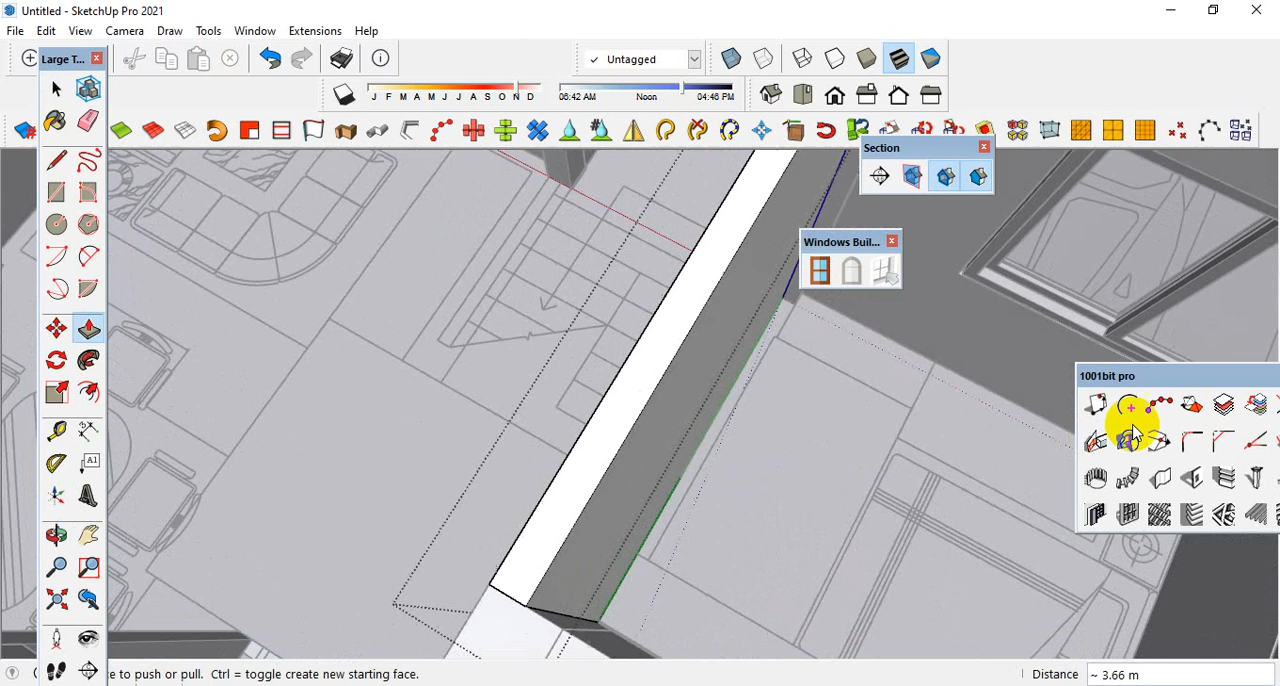 Untitled - SketchUp Pro 2021
File Edit View Camera Draw Tools Window Extensions Help
Large T...
✓ Untagged
J F M A M J J A S O N D
06:42 AM Noon 04:46 PM
Section
Windows Buil...
1001bit pro
A1
e to push or pull. Ctrl = toggle create new starting face.
Distance
~ 3.66 m